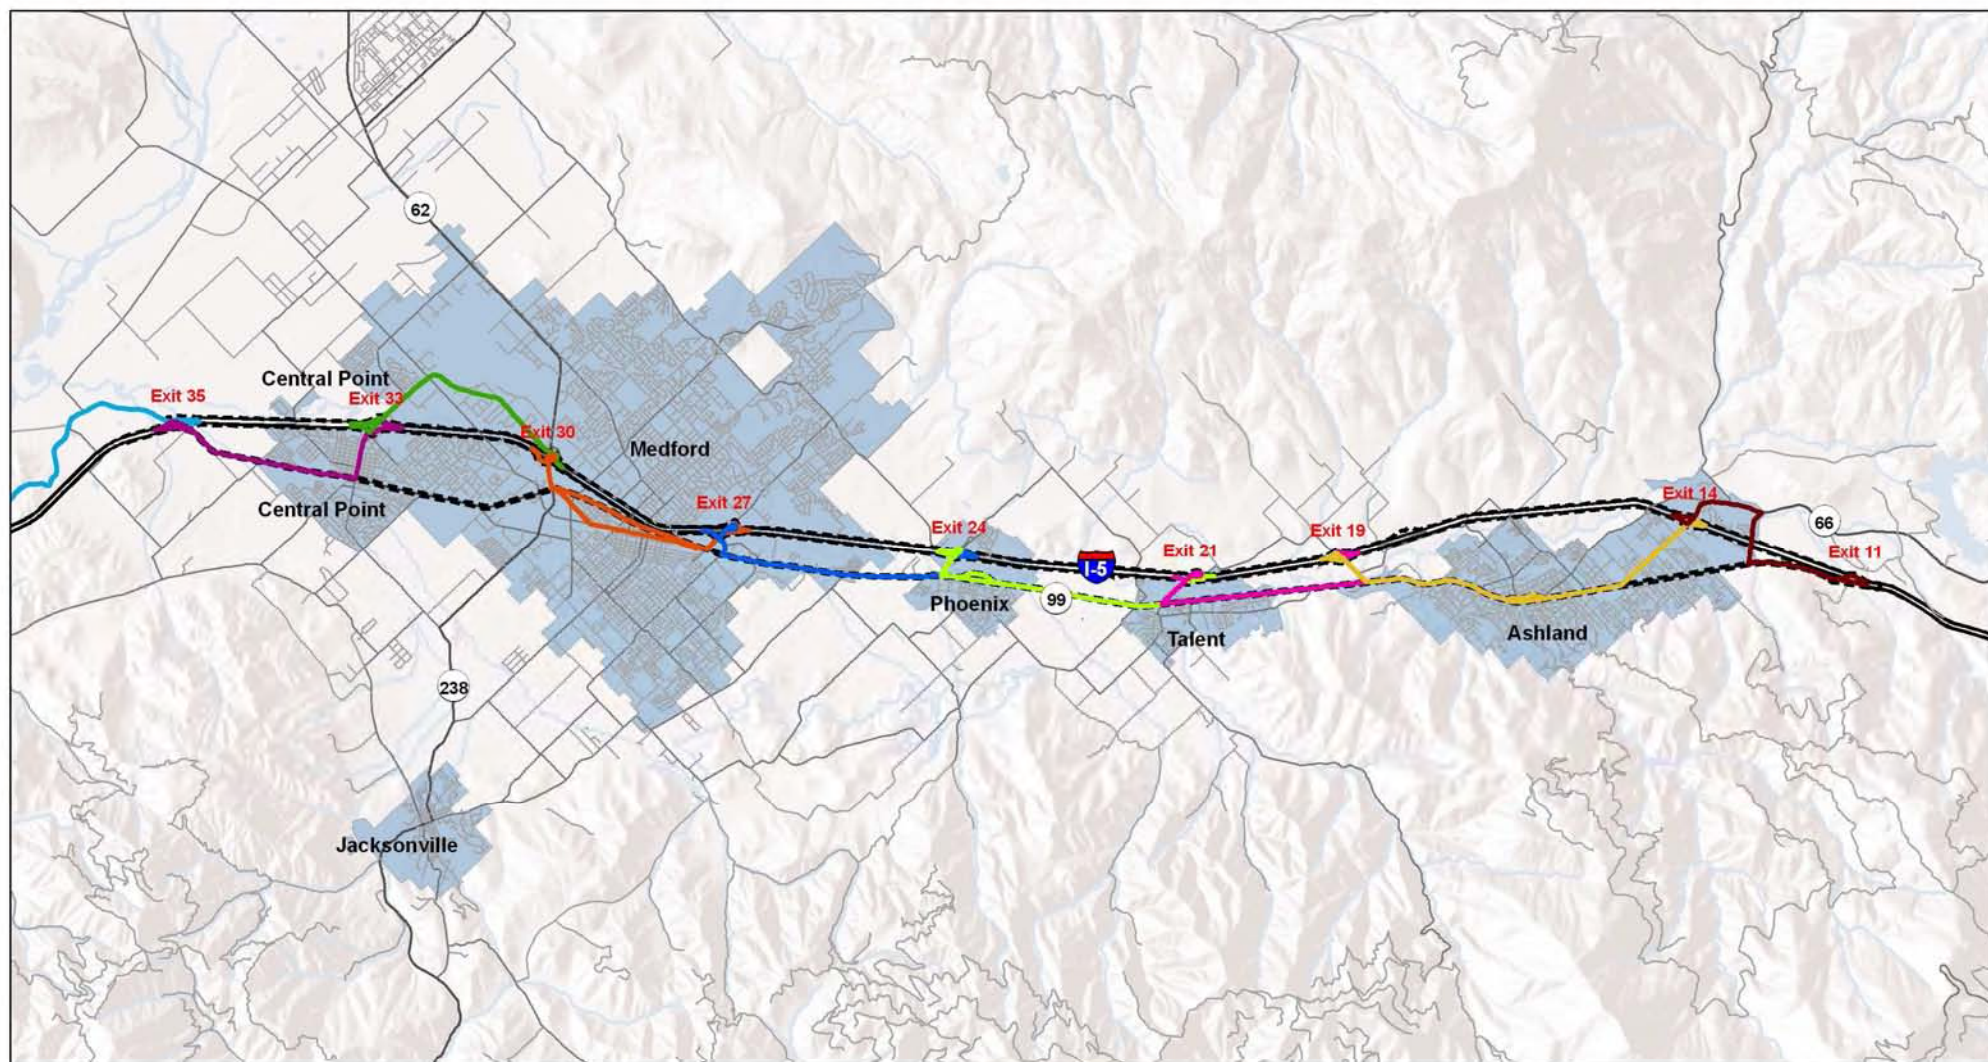 62
Central Point
Exit 35
Exit 33
Exit 30
Medford
Central Point
Exit 27
Exit 24
I-5
Exit 21
Exit 19
Exit 14
66
Exit 11
Phoenix
99
Talent
Ashland
238
Jacksonville